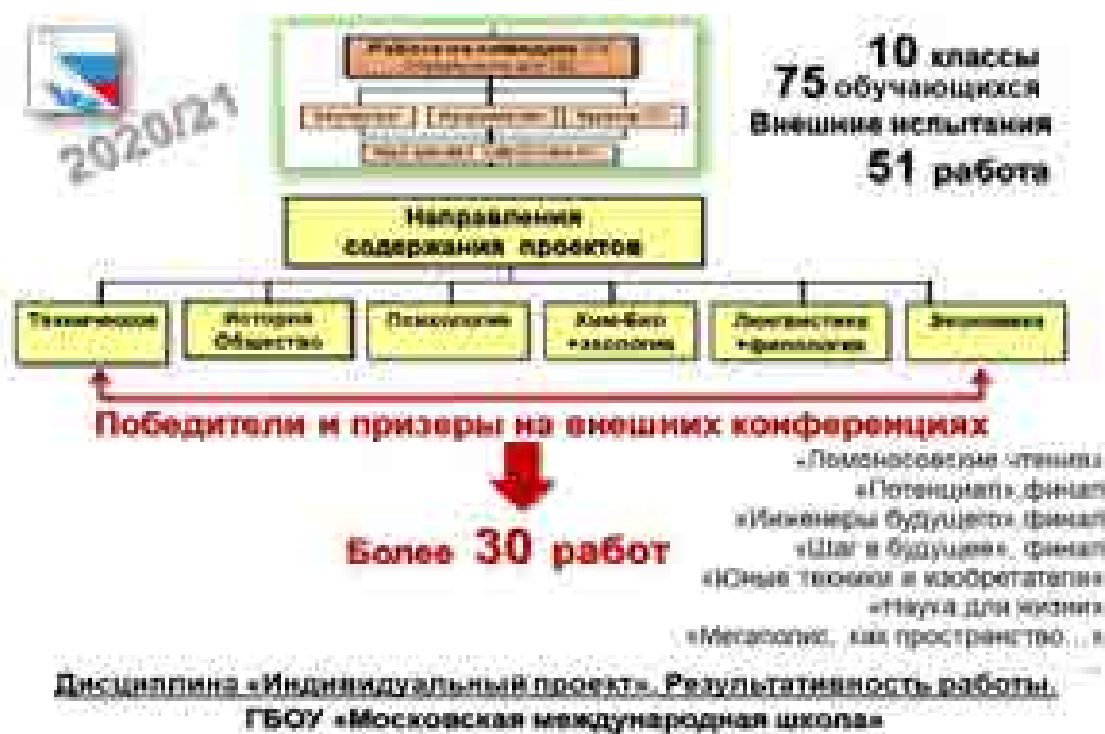 2020/21
10 классы
75 обучающихся
Внешние испытания
51 работа
Направления
содержания проектов
Техническое
История
Общество
Психология
Хим-био
+экология
Лингвистика
+филология
Экономика
Победители и призеры на внешних конференциях
Более 30 работ
«Ломоносовские чтения»
«Потенциал» финал
«Инженеры будущего» финал
«Шаг в будущее», финал
«Юные техники и изобретатели»
«Наука для жизни»
«Мегаполис, как пространство...»
Дисциплина «Индивидуальный проект». Результативность работы.
ГБОУ «Московская международная школа»